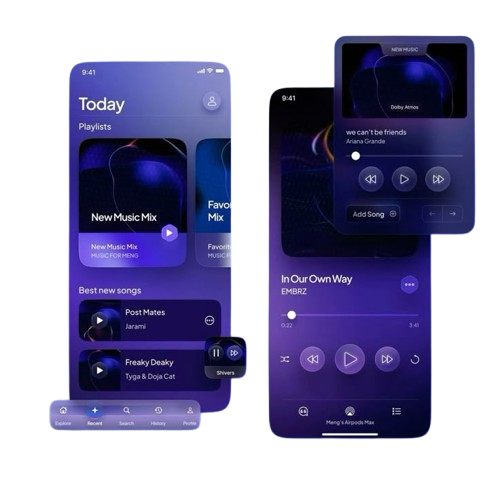 9:41
Today
Playlists
New Music Mix
New Music Mix
MUSIC FOR MENG
Favor
Mix
Favorit
MUSIC F
Best new songs
Post Mates
Jarami
Freaky Deaky
Tyga & Doja Cat
Shivers
Explore
Recent
Search
History
Profile
9:41
NEW MUSIC
Dolby Atmos
we can't be friends
Ariana Grande
Add Song
In Our Own Way
EMBRZ
0:22
3:41
Meng's Airpods Max